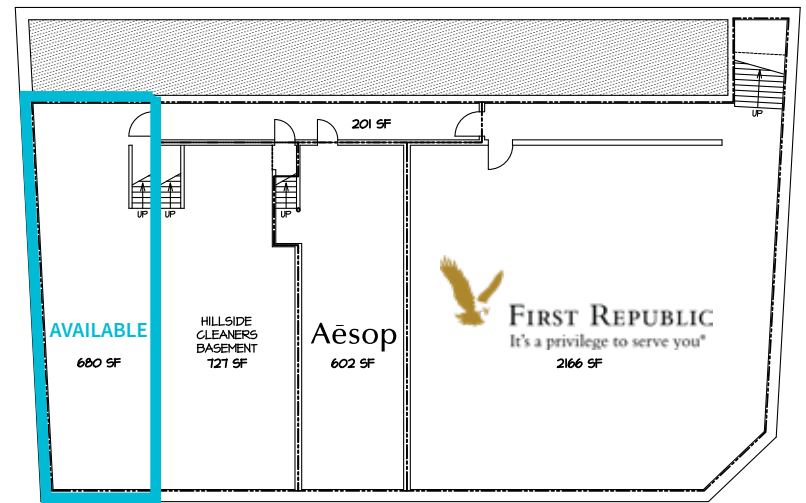 UP
201 SF
UP
UP
UP
AVAILABLE
680 SF
HILLSIDE
CLEANERS
BASEMENT
727 SF
Aēsop
602 SF
FIRST REPUBLIC
It's a privilege to serve you®
2166 SF